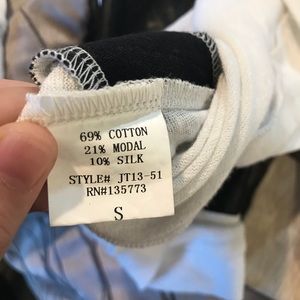 69% COTTON
21% MODAL
10% SILK
STYLE# JT13-51
RN#135773
S